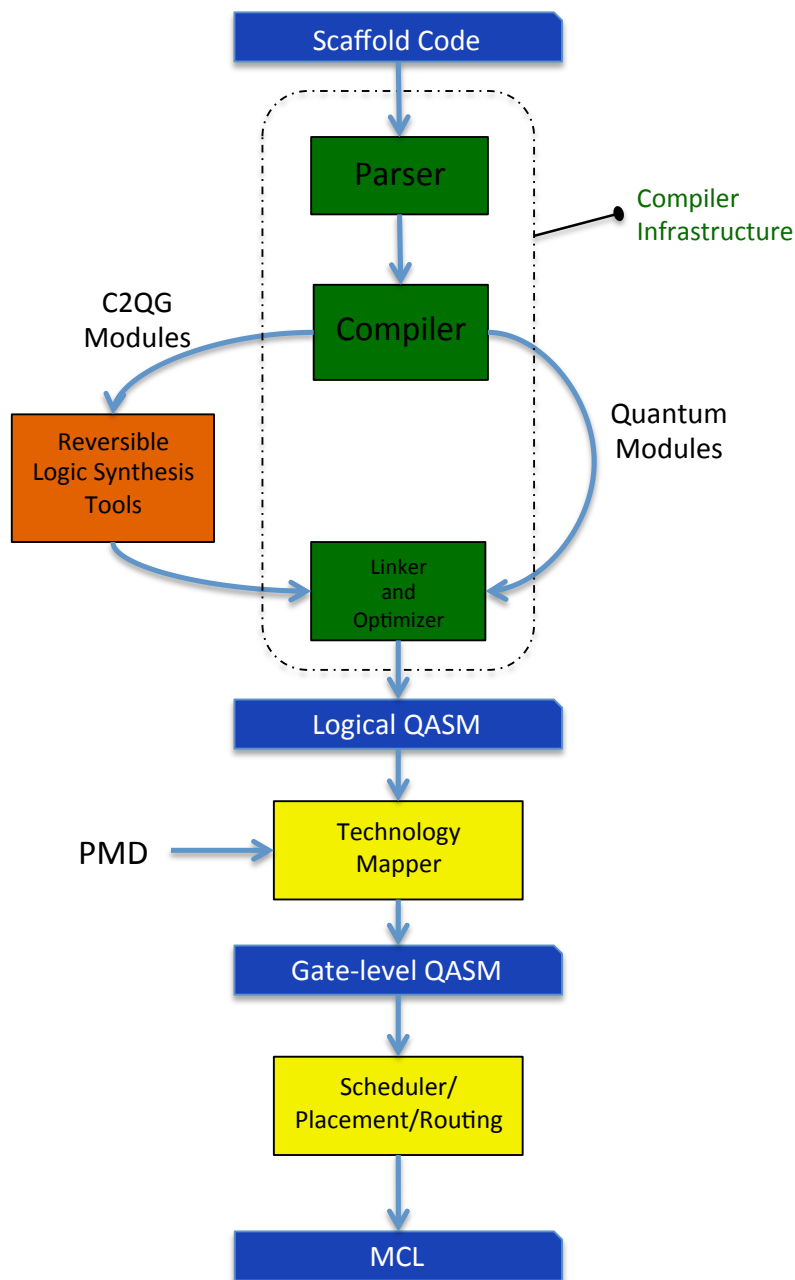 Scaffold Code
Parser
Compiler
Infrastructure
C2QG
Modules
Compiler
Quantum
Modules
Reversible
Logic Synthesis
Tools
Linker
and
Optimizer
Logical QASM
Technology
Mapper
PMD
Gate-level QASM
Scheduler/
Placement/Routing
MCL